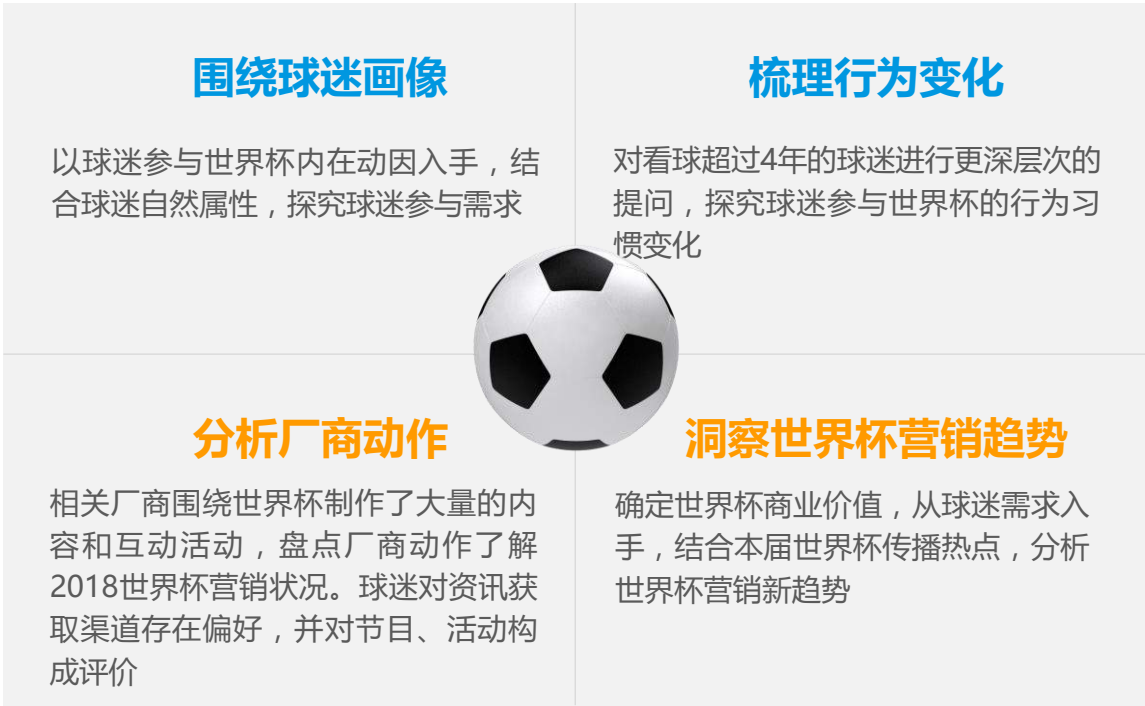 围绕球迷画像
以球迷参与世界杯内在动因入手，结
合球迷自然属性，探究球迷参与需求
梳理行为变化
对看球超过4年的球迷进行更深层次的
提问，探究球迷参与世界杯的行为习
惯变化
分析厂商动作
相关厂商围绕世界杯制作了大量的内
容和互动活动，盘点厂商动作了解
2018世界杯营销状况。球迷对资讯获
取渠道存在偏好，并对节目、活动构
成评价
洞察世界杯营销趋势
确定世界杯商业价值，从球迷需求入
手，结合本届世界杯传播热点，分析
世界杯营销新趋势